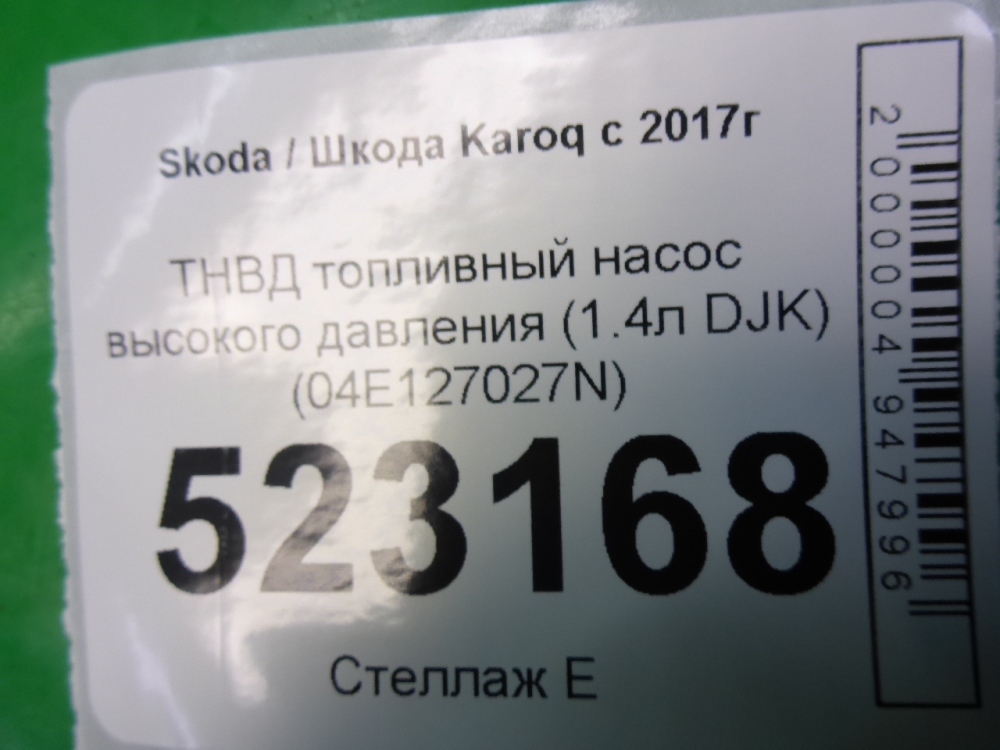 Skoda / Шкода Karoq с 2017г
ТНВД топливный насос
высокого давления (1.4л DJK)
(04E127027N)
523168
Стеллаж Е
2000004947996